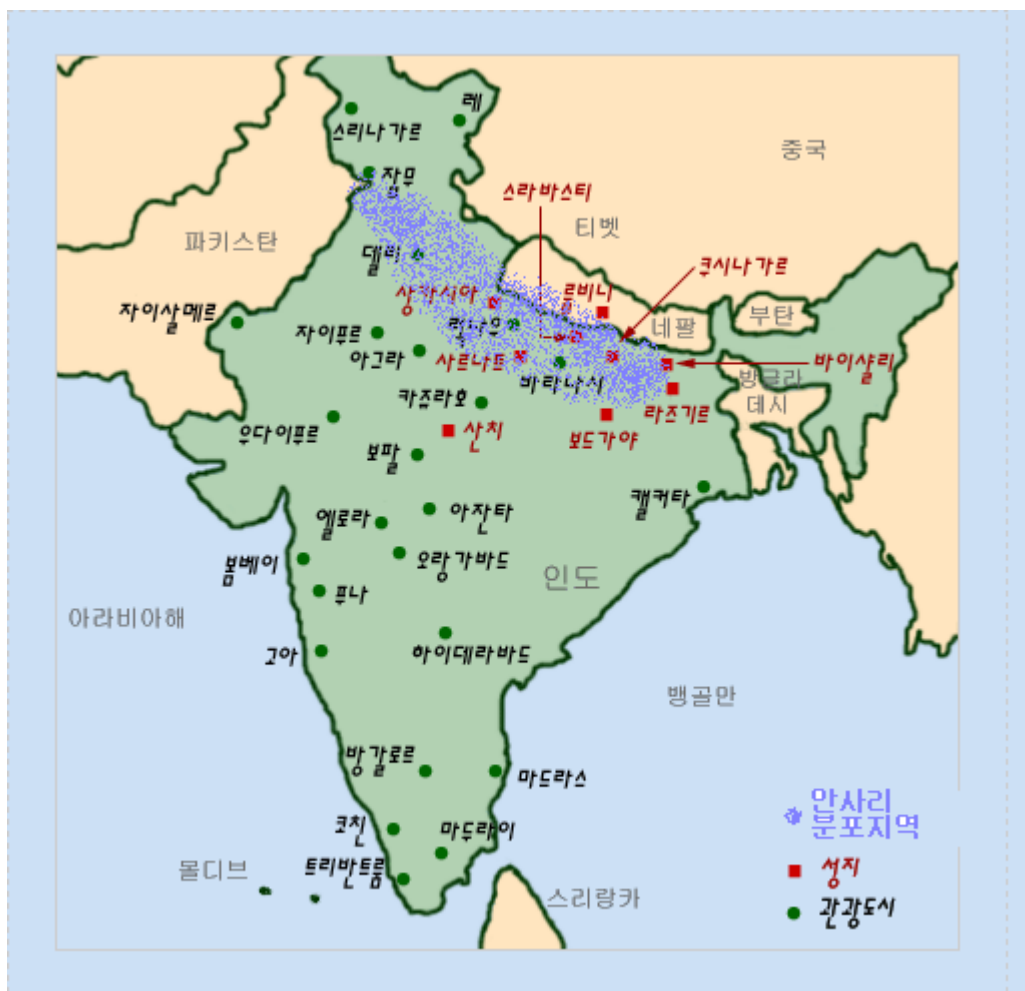 레
스리나가르
중국
잠무
스라바스티
티벳
파키스탄
델리
쿠시나가르
상카시아
룸비니
자이살메르
부탄
럭나우
네팔
자이푸르
아그라
사르나트
바이샬리
바라나시
방글라
데시
카쥬라호
라즈기르
우다이푸르
산치
보드가야
보팔
캘커타
엘로라
아잔타
봄베이
오랑가바드
인도
푸나
아라비아해
고아
하이데라바드
뱅골만
방갈로르
마드라스
안사리
분포지역
코친
마두라이
몰디브
트리반트룸
성지
스리랑카
관광도시